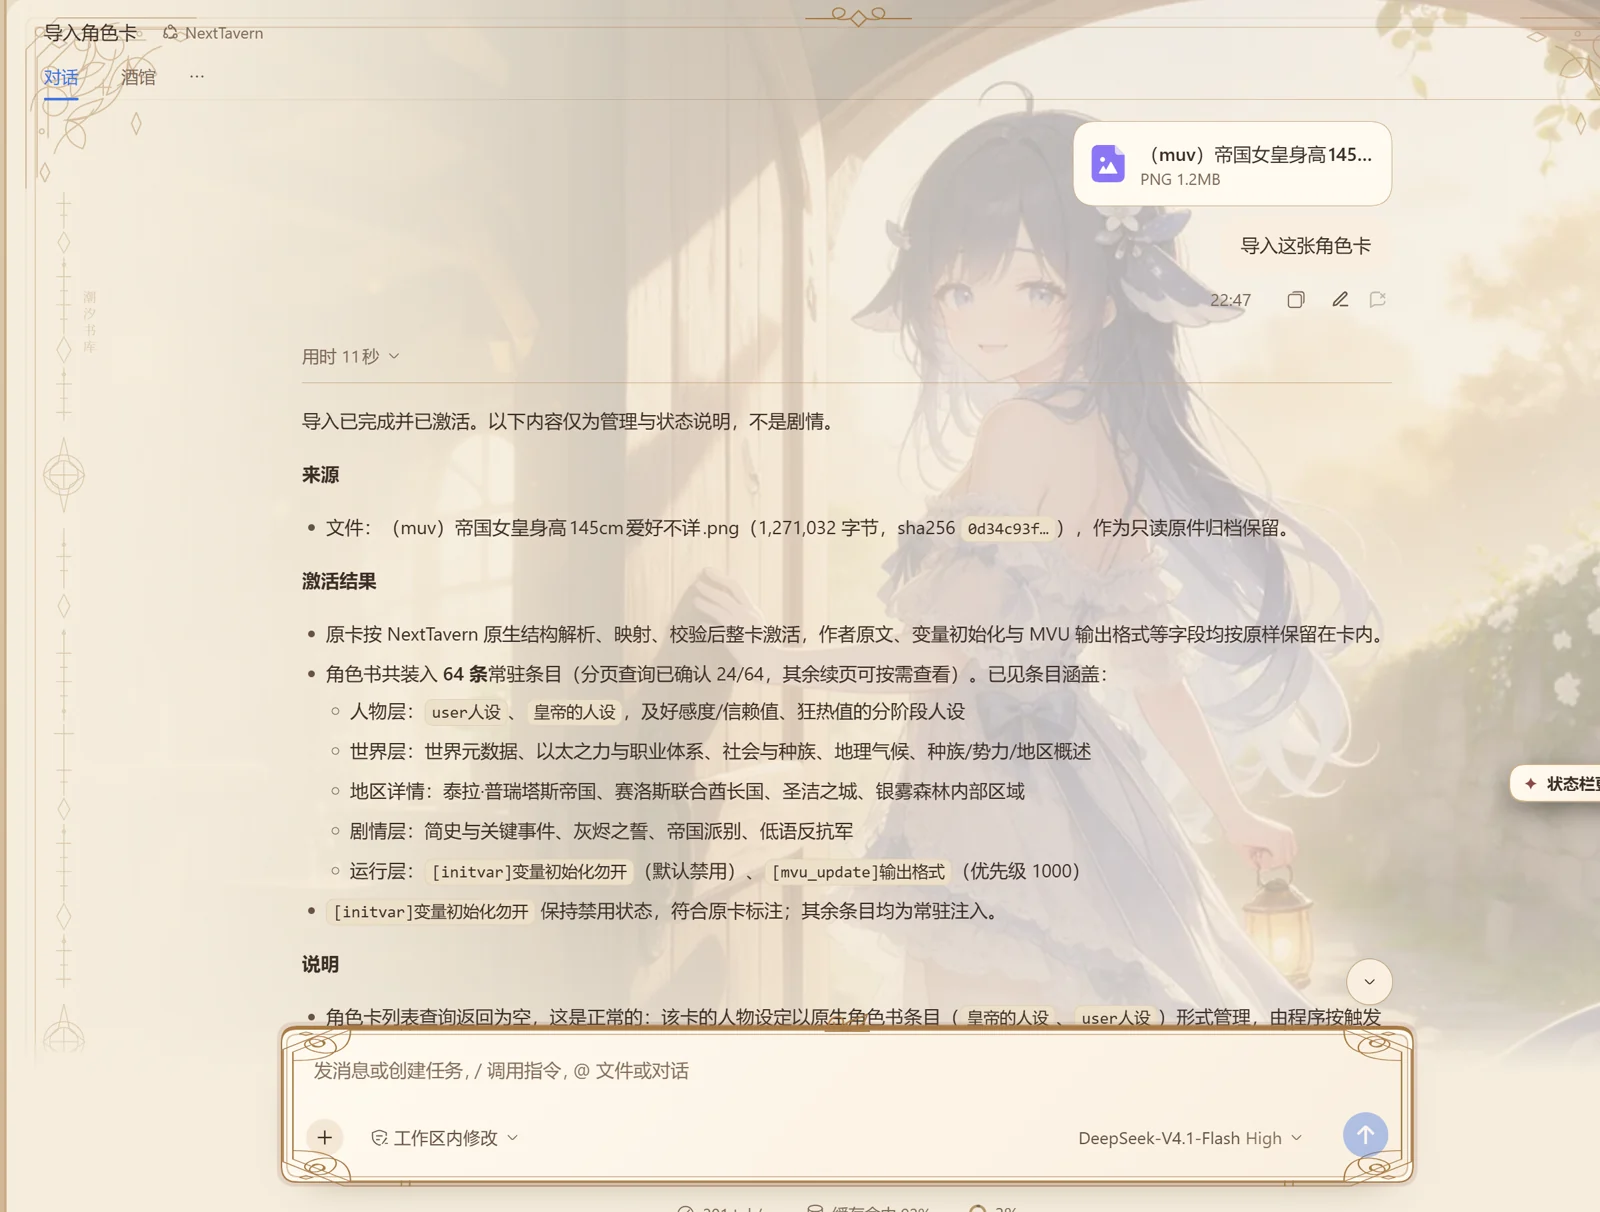 导入角色卡 NextTavern
对话 酒馆 ...
（muv）帝国女皇身高145...
PNG 1.2MB
导入这张角色卡
22:47
潮汐书库
用时 11秒
导入已完成并已激活。以下内容仅为管理与状态说明，不是剧情。
来源
• 文件：（muv）帝国女皇身高145cm爱好不详.png（1,271,032 字节，sha256 0d34c93f…），作为只读原件归档保留。
激活结果
• 原卡按 NextTavern 原生结构解析、映射、校验后整卡激活，作者原文、变量初始化与 MVU 输出格式等字段均按原样保留在卡内。
• 角色书共装入 64 条常驻条目（分页查询已确认 24/64，其余续页可按需查看）。已见条目涵盖：
○ 人物层：user人设、皇帝的人设，及好感度/信赖值、狂热值的分阶段人设
○ 世界层：世界元数据、以太之力与职业体系、社会与种族、地理气候、种族/势力/地区概述
○ 地区详情：泰拉·普瑞塔斯帝国、赛洛斯联合酋长国、圣洁之城、银雾森林内部区域
○ 剧情层：简史与关键事件、灰烬之誓、帝国派别、低语反抗军
○ 运行层：[initvar]变量初始化勿开（默认禁用）、[mvu_update]输出格式（优先级 1000）
• [initvar]变量初始化勿开 保持禁用状态，符合原卡标注；其余条目均为常驻注入。
状态栏
说明
• 角色卡列表查询返回为空，这是正常的：该卡的人物设定以原生角色书条目（皇帝的人设、user人设）形式管理，由程序按触发
发消息或创建任务, / 调用指令, @ 文件或对话
工作区内修改
DeepSeek-V4.1-Flash High